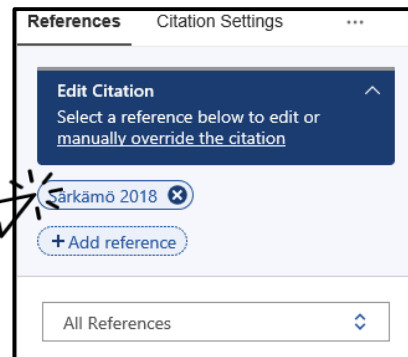 References Citation Settings ...
Edit Citation
Select a reference below to edit or
manually override the citation
Särkämö 2018
+ Add reference
All References